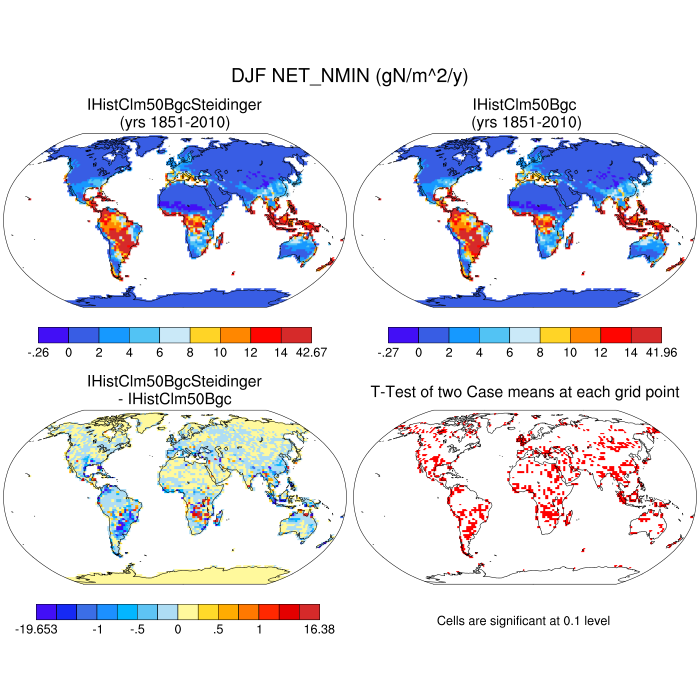 DJF NET_NMIN (gN/m^2/y)
IHistClm50BgcSteidinger
(yrs 1851-2010)
IHistClm50Bgc
(yrs 1851-2010)
-.26 0 2 4 6 8 10 12 14 42.67
-.27 0 2 4 6 8 10 12 14 41.96
IHistClm50BgcSteidinger
- IHistClm50Bgc
T-Test of two Case means at each grid point
-19.653 -1 -.5 0 .5 1 16.38
Cells are significant at 0.1 level